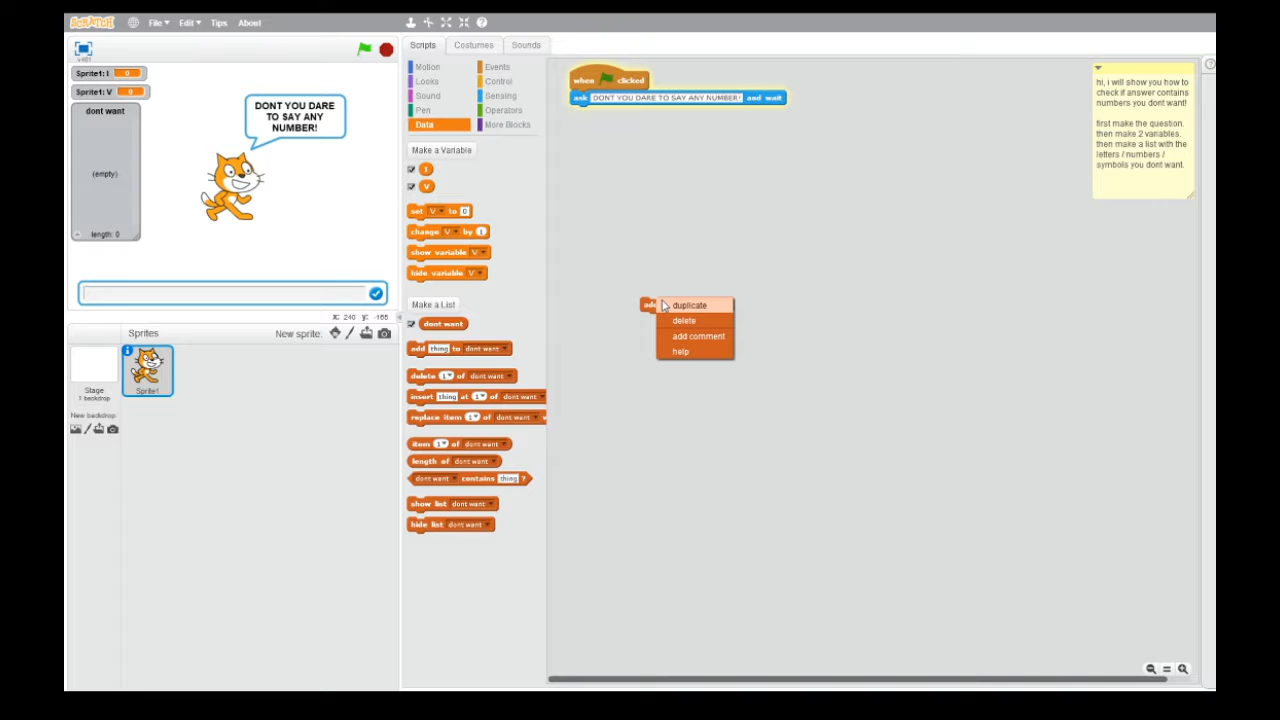 SCRATCH File Edit Tips About
v461
Scripts Costumes Sounds
Sprite1: I 0
Sprite1: V 0
dont want
(empty)
length: 0
DONT YOU DARE
TO SAY ANY
NUMBER!
X: 240 y: -165
Sprites New sprite:
Stage
1 backdrop
New backdrop:
Sprite1
Motion Events
Looks Control
Sound Sensing
Pen Operators
Data More Blocks
Make a Variable
I
V
set V to 0
change V by 1
show variable V
hide variable V
Make a List
dont want
add thing to dont want
delete 1 of dont want
insert thing at 1 of dont want
replace item 1 of dont want
item 1 of dont want
length of dont want
dont want contains thing ?
show list dont want
hide list dont want
when clicked
ask DONT YOU DARE TO SAY ANY NUMBER! and wait
duplicate
delete
add comment
help
hi, i will show you how to
check if answer contains
numbers you dont want!
first make the question.
then make 2 variables.
then make a list with the
letters / numbers /
symbols you dont want.